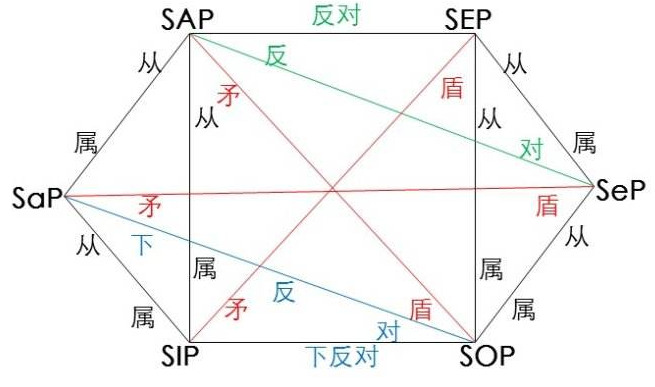 反对
SAP SEP
从 反 从
矛 盾
从 从
属 对 属
SaP SeP
矛 盾
从 下 从
属 属
反
属 矛 盾 属
对
SIP 下反对 SOP